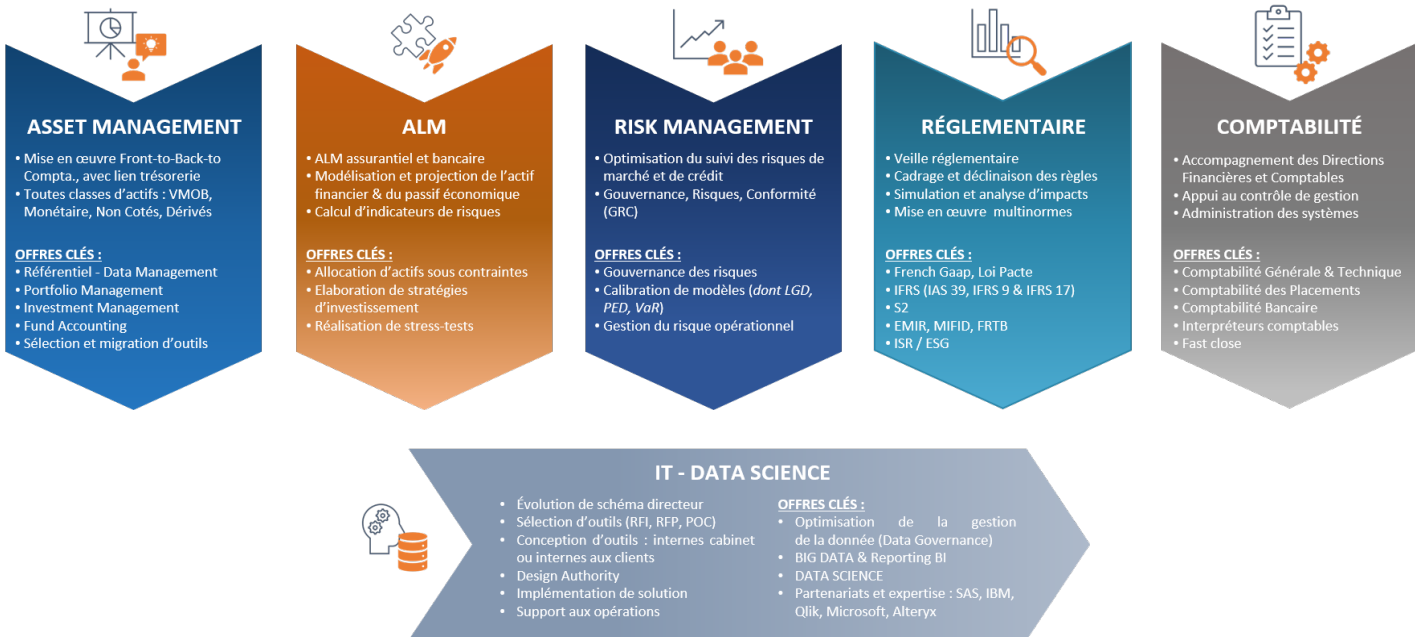 ASSET MANAGEMENT
• Mise en œuvre Front-to-Back-to
Compta., avec lien trésorerie
• Toutes classes d'actifs : VMOB,
Monétaire, Non Cotés, Dérivés
OFFRES CLÉS :
• Référentiel - Data Management
• Portfolio Management
• Investment Management
• Fund Accounting
• Sélection et migration d'outils
ALM
• ALM assurantiel et bancaire
• Modélisation et projection de l'actif
financier & du passif économique
• Calcul d'indicateurs de risques
OFFRES CLÉS :
• Allocation d'actifs sous contraintes
• Elaboration de stratégies
d'investissement
• Réalisation de stress-tests
RISK MANAGEMENT
• Optimisation du suivi des risques de
marché et de crédit
• Gouvernance, Risques, Conformité
(GRC)
OFFRES CLÉS :
• Gouvernance des risques
• Calibration de modèles (dont LGD,
PED, VaR)
• Gestion du risque opérationnel
RÉGLEMENTAIRE
• Veille réglementaire
• Cadrage et déclinaison des règles
• Simulation et analyse d'impacts
• Mise en œuvre multinormes
OFFRES CLÉS :
• French Gaap, Loi Pacte
• IFRS (IAS 39, IFRS 9 & IFRS 17)
• S2
• EMIR, MIFID, FRTB
• ISR / ESG
COMPTABILITÉ
• Accompagnement des Directions
Financières et Comptables
• Appui au contrôle de gestion
• Administration des systèmes
OFFRES CLÉS :
• Comptabilité Générale & Technique
• Comptabilité des Placements
• Comptabilité Bancaire
• Interpréteurs comptables
• Fast close
IT - DATA SCIENCE
• Évolution de schéma directeur
• Sélection d'outils (RFI, RFP, POC)
• Conception d'outils : internes cabinet
ou internes aux clients
• Design Authority
• Implémentation de solution
• Support aux opérations
OFFRES CLÉS :
• Optimisation de la gestion
de la donnée (Data Governance)
• BIG DATA & Reporting BI
• DATA SCIENCE
• Partenariats et expertise : SAS, IBM,
Qlik, Microsoft, Alteryx